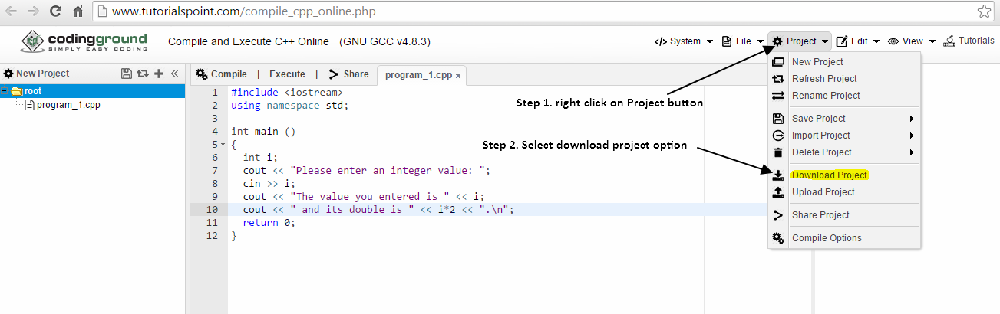 www.tutorialspoint.com/compile_cpp_online.php
codingground
SIMPLY EASY CODING
Compile and Execute C++ Online (GNU GCC v4.8.3)
</> System File Project Edit View Tutorials
New Project
Compile | Execute | Share program_1.cpp ×
root
program_1.cpp
1 #include <iostream>
2 using namespace std;
3
4 int main ()
5 {
6 int i;
7 cout << "Please enter an integer value: ";
8 cin >> i;
9 cout << "The value you entered is " << i;
10 cout << " and its double is " << i*2 << ".\n";
11 return 0;
12 }
Step 1. right click on Project button
Step 2. Select download project option
New Project
Refresh Project
Rename Project
Save Project
Import Project
Delete Project
Download Project
Upload Project
Share Project
Compile Options